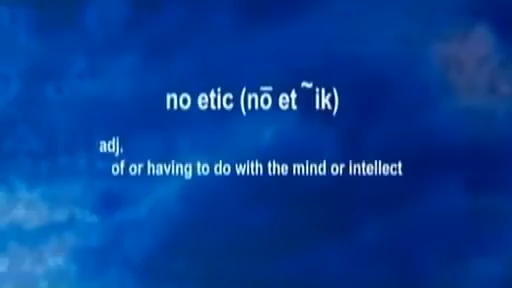 no etic (nō et ˜ik)
adj.
of or having to do with the mind or intellect